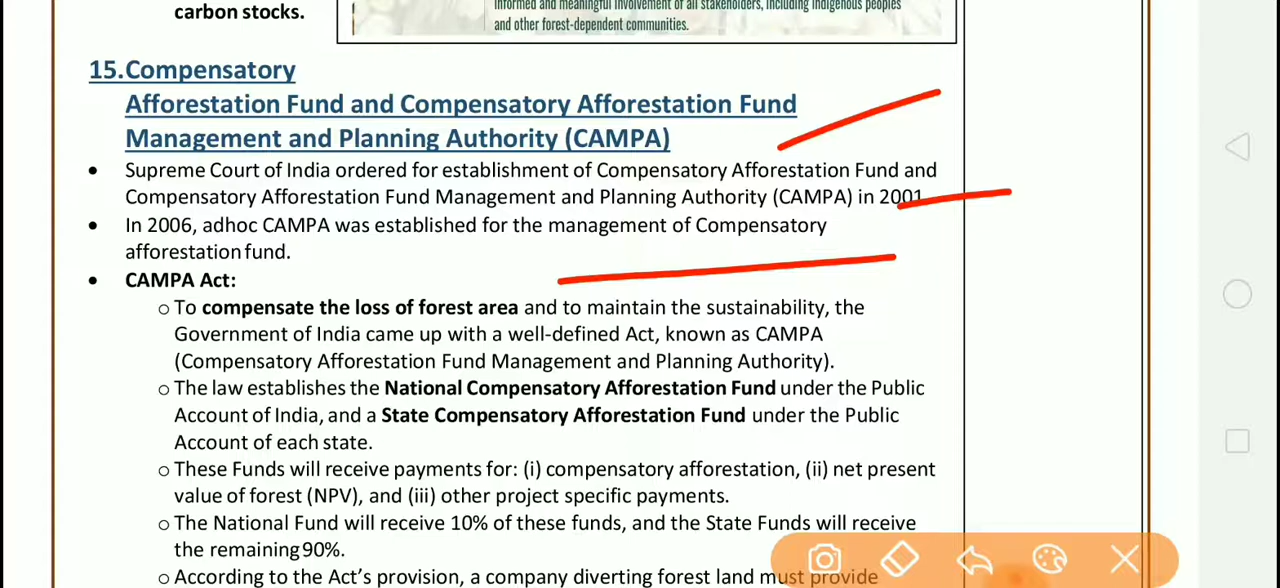 carbon stocks.
informed and meaningful involvement of all stakeholders, including indigenous peoples
and other forest-dependent communities.
15.Compensatory
Afforestation Fund and Compensatory Afforestation Fund
Management and Planning Authority (CAMPA)
• Supreme Court of India ordered for establishment of Compensatory Afforestation Fund and
Compensatory Afforestation Fund Management and Planning Authority (CAMPA) in 2001
• In 2006, adhoc CAMPA was established for the management of Compensatory
afforestation fund.
• CAMPA Act:
o To compensate the loss of forest area and to maintain the sustainability, the
Government of India came up with a well-defined Act, known as CAMPA
(Compensatory Afforestation Fund Management and Planning Authority).
o The law establishes the National Compensatory Afforestation Fund under the Public
Account of India, and a State Compensatory Afforestation Fund under the Public
Account of each state.
o These Funds will receive payments for: (i) compensatory afforestation, (ii) net present
value of forest (NPV), and (iii) other project specific payments.
o The National Fund will receive 10% of these funds, and the State Funds will receive
the remaining 90%.
o According to the Act's provision, a company diverting forest land must provide